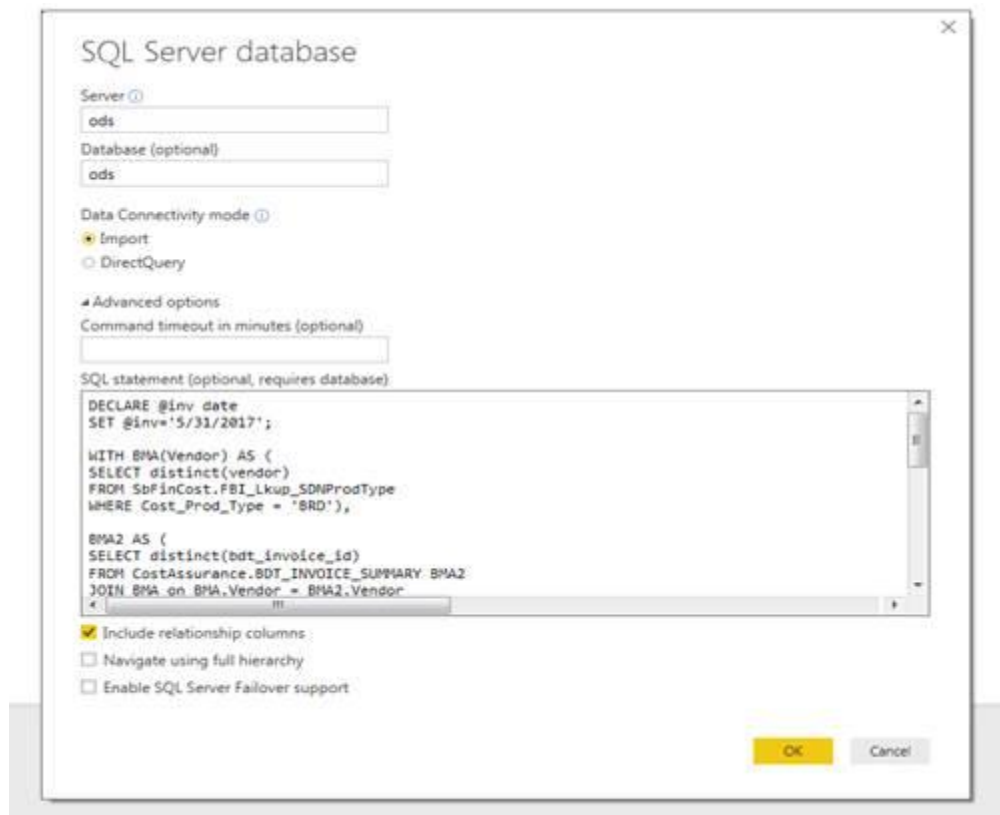 SQL Server database
Server
ods
Database (optional)
ods
Data Connectivity mode
Import
DirectQuery
Advanced options
Command timeout in minutes (optional)
SQL statement (optional, requires database)
DECLARE @inv date
SET @inv='5/31/2017';
WITH BMA(Vendor) AS (
SELECT distinct(vendor)
FROM SbFinCost.FBI_Lkup_SDNProdType
WHERE Cost_Prod_Type = 'BRD'),
BMA2 AS (
SELECT distinct(bdt_invoice_id)
FROM CostAssurance.BDT_INVOICE_SUMMARY BMA2
JOIN BMA on BMA.Vendor = BMA2.Vendor
Include relationship columns
Navigate using full hierarchy
Enable SQL Server Failover support
OK Cancel